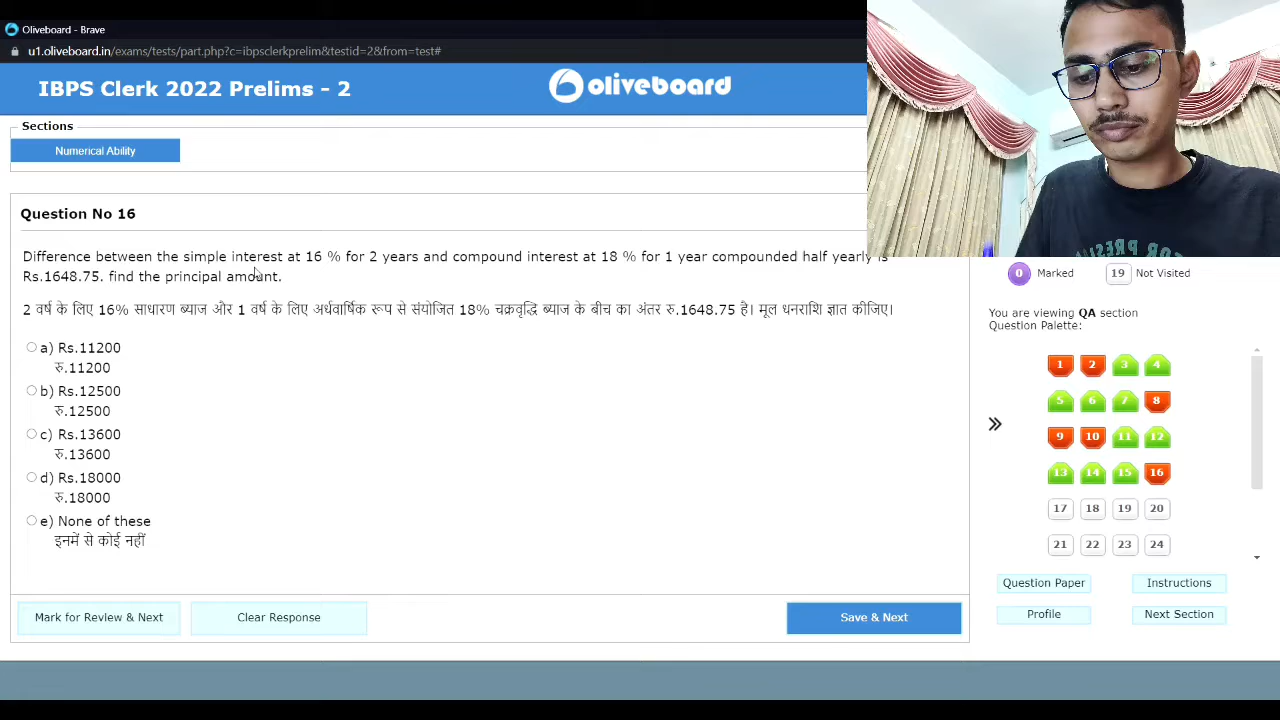 Oliveboard - Brave
u1.oliveboard.in/exams/tests/part.php?c=ibpsclerkprelim&testid=2&from=test#
IBPS Clerk 2022 Prelims - 2
oliveboard
Sections
Numerical Ability
Question No 16
Difference between the simple interest at 16 % for 2 years and compound interest at 18 % for 1 year compounded half yearly is
Rs.1648.75. find the principal amount.
2 वर्ष के लिए 16% साधारण ब्याज और 1 वर्ष के लिए अर्धवार्षिक रूप से संयोजित 18% चक्रवृद्धि ब्याज के बीच का अंतर रु.1648.75 है। मूल धनराशि ज्ञात कीजिए।
a) Rs.11200
रु.11200
b) Rs.12500
रु.12500
c) Rs.13600
रु.13600
d) Rs.18000
रु.18000
e) None of these
इनमें से कोई नहीं
Mark for Review & Next
Clear Response
Save & Next
0 Marked 19 Not Visited
You are viewing QA section
Question Palette:
1 2 3 4
5 6 7 8
9 10 11 12
13 14 15 16
17 18 19 20
21 22 23 24
Question Paper
Instructions
Profile
Next Section